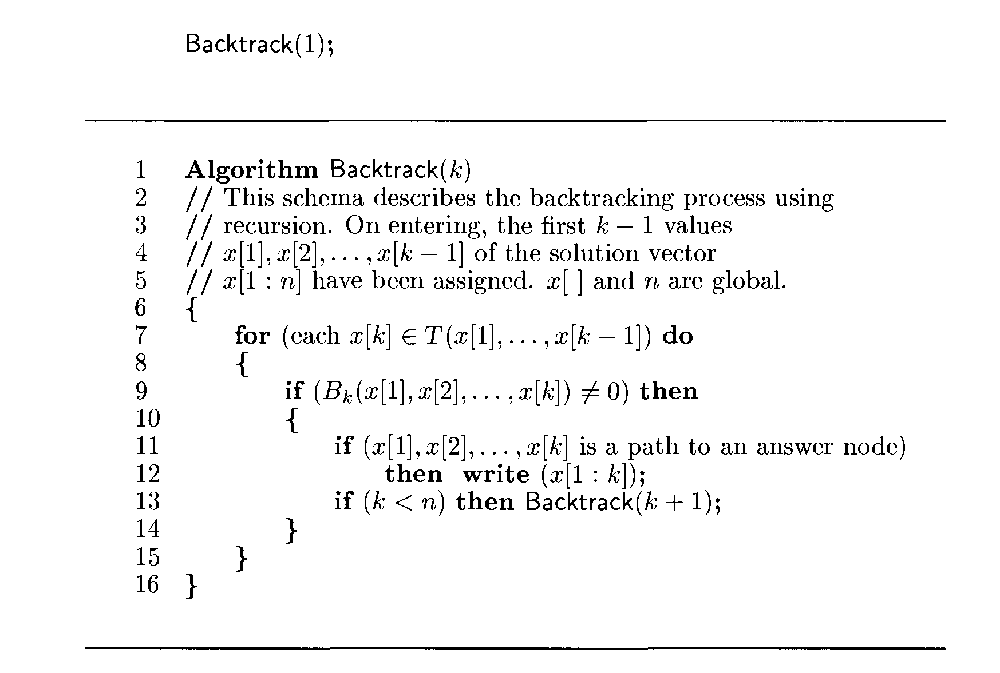 Backtrack(1);
1 Algorithm Backtrack(k)
2 // This schema describes the backtracking process using
3 // recursion. On entering, the first k − 1 values
4 // x[1], x[2], . . . , x[k − 1] of the solution vector
5 // x[1 : n] have been assigned. x[ ] and n are global.
6 {
7 for (each x[k] ∈ T(x[1], . . . , x[k − 1]) do
8 {
9 if (Bₖ(x[1], x[2], . . . , x[k]) ≠ 0) then
10 {
11 if (x[1], x[2], . . . , x[k] is a path to an answer node)
12 then write (x[1 : k]);
13 if (k < n) then Backtrack(k + 1);
14 }
15 }
16 }